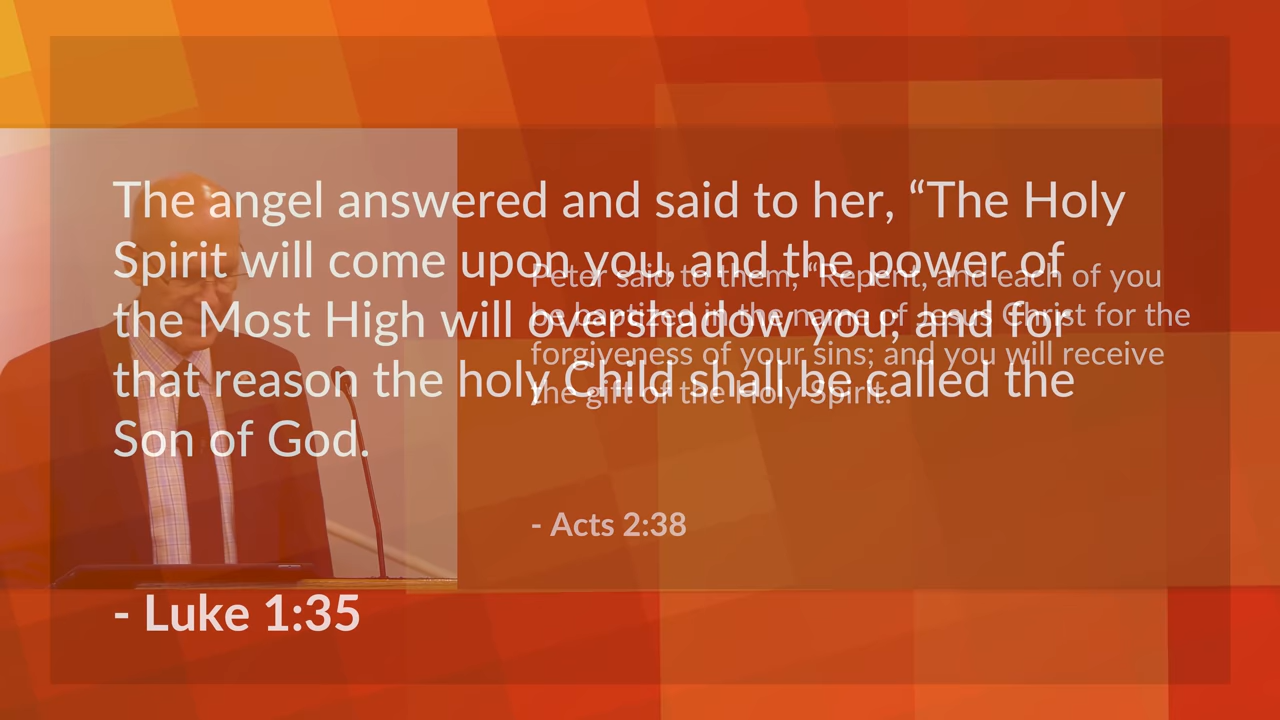 The angel answered and said to her, “The Holy
Spirit will come upon you, and the power of
the Most High will overshadow you; and for
that reason the holy Child shall be called the
Son of God.
- Luke 1:35
Peter said to them, “Repent, and each of you
be baptized in the name of Jesus Christ for the
forgiveness of your sins; and you will receive
the gift of the Holy Spirit.
- Acts 2:38